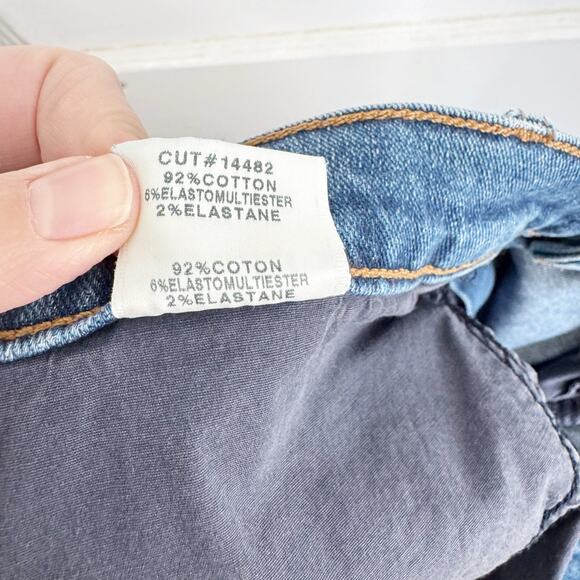 CUT#14482
92%COTTON
6%ELASTOMULTIESTER
2%ELASTANE
92%COTON
6%ELASTOMULTIESTER
2%ELASTANE